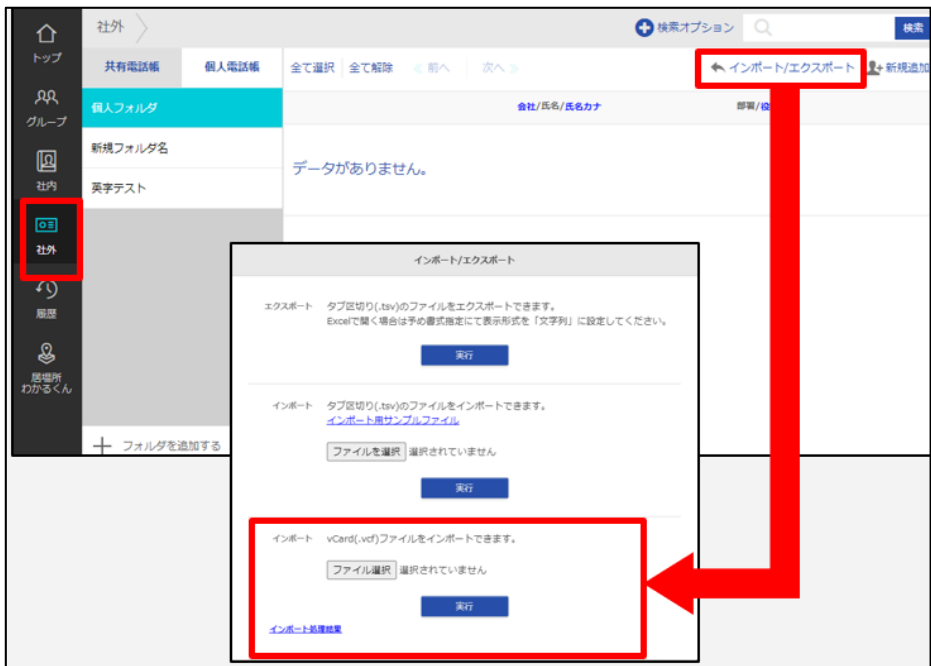 トップ
グループ
社内
社外
履歴
居場所
わかるくん
社外
検索オプション
検索
共有電話帳 個人電話帳
全て選択 全て解除 ≪ 前へ 次へ ≫
インポート/エクスポート
新規追加
個人フォルダ
新規フォルダ名
英字テスト
フォルダを追加する
会社/氏名/氏名カナ
部署/役
データがありません。
インポート/エクスポート
エクスポート タブ区切り(.tsv)のファイルをエクスポートできます。
Excelで開く場合は予め書式指定にて表示形式を「文字列」に設定してください。
実行
インポート タブ区切り(.tsv)のファイルをインポートできます。
インポート用サンプルファイル
ファイルを選択 選択されていません
実行
インポート vCard(.vcf)ファイルをインポートできます。
ファイル選択 選択されていません
実行
インポート処理結果